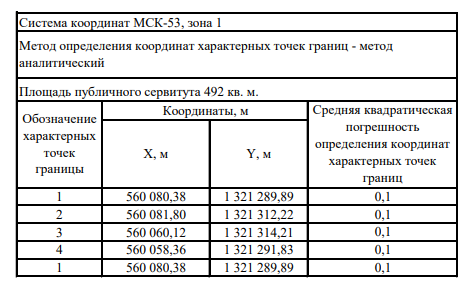 Система координат МСК-53, зона 1
Метод определения координат характерных точек границ - метод
аналитический
Площадь публичного сервитута 492 кв. м.
Обозначение
характерных
точек
границы
Координаты, м
Средняя квадратическая
погрешность
определения координат
характерных точек
границ
X, м
Y, м
1 560 080,38 1 321 289,89 0,1
2 560 081,80 1 321 312,22 0,1
3 560 060,12 1 321 314,21 0,1
4 560 058,36 1 321 291,83 0,1
1 560 080,38 1 321 289,89 0,1